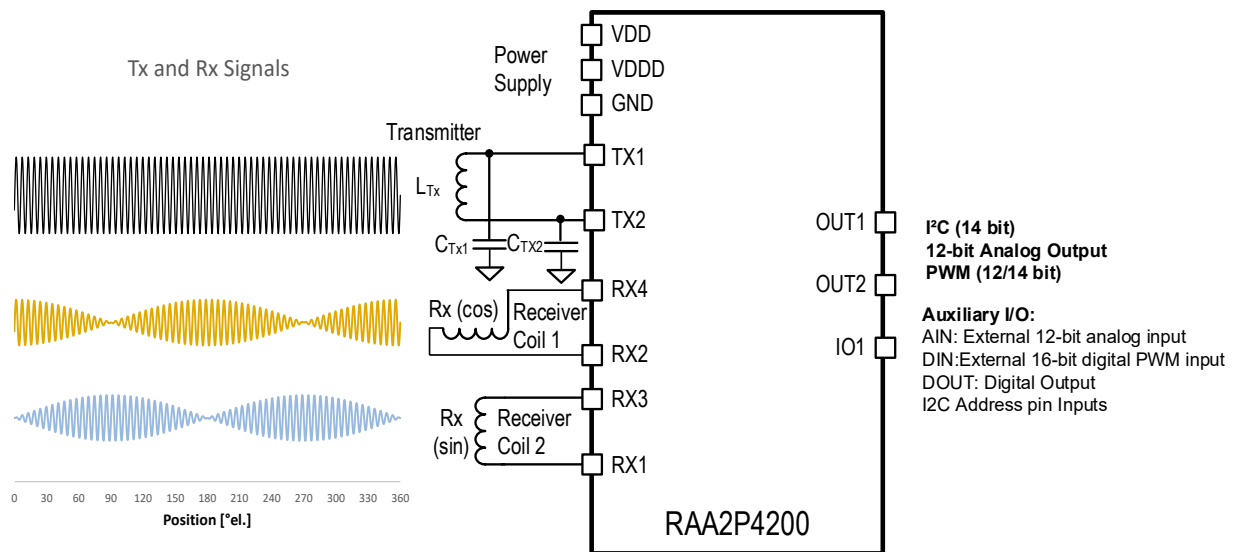 Tx and Rx Signals
0 30 60 90 120 150 180 210 240 270 300 330 360
Position [°el.]
Power
Supply
VDD
VDDD
GND
Transmitter
LTx
TX1
TX2
CTx1
CTX2
Rx (cos)
Receiver
Coil 1
RX4
RX2
Rx
(sin)
Receiver
Coil 2
RX3
RX1
OUT1
OUT2
IO1
RAA2P4200
I²C (14 bit)
12-bit Analog Output
PWM (12/14 bit)
Auxiliary I/O:
AIN: External 12-bit analog input
DIN:External 16-bit digital PWM input
DOUT: Digital Output
I2C Address pin Inputs